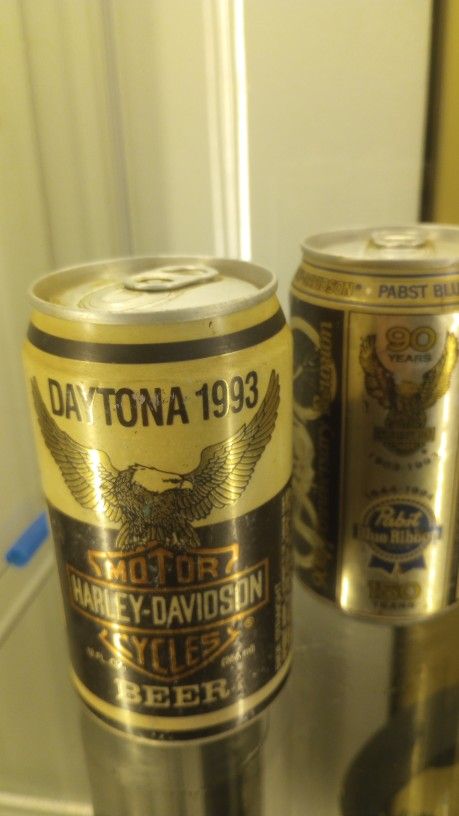 DAYTONA 1993
MOTOR
HARLEY-DAVIDSON
CYCLES
®
BEER
PABST BLU
90
YEARS
Pabst
Blue Ribbon
150
YEARS